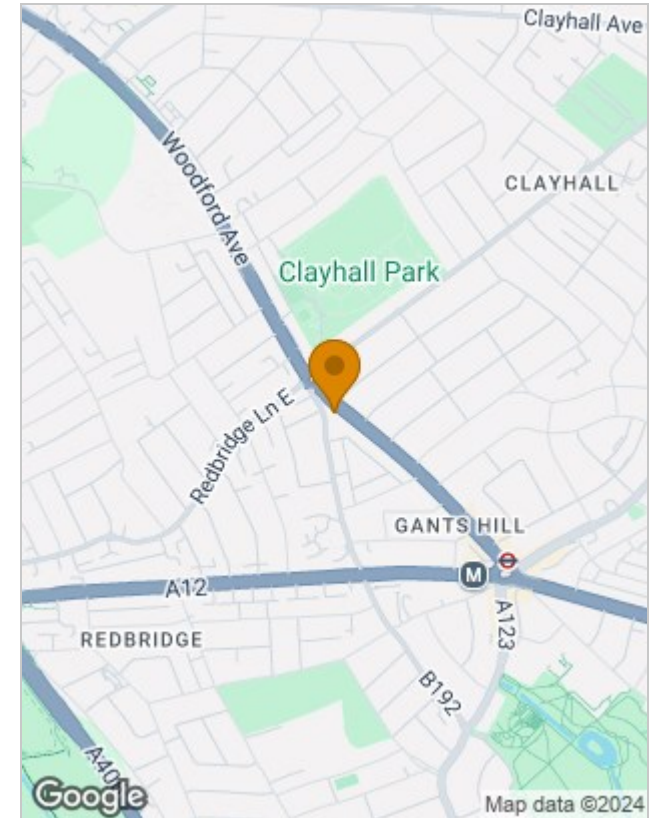 Clayhall Ave
Woodford Ave
CLAYHALL
Clayhall Park
Redbridge Ln E
GANTS HILL
M
A12
A123
REDBRIDGE
B192
Google
Map data ©2024